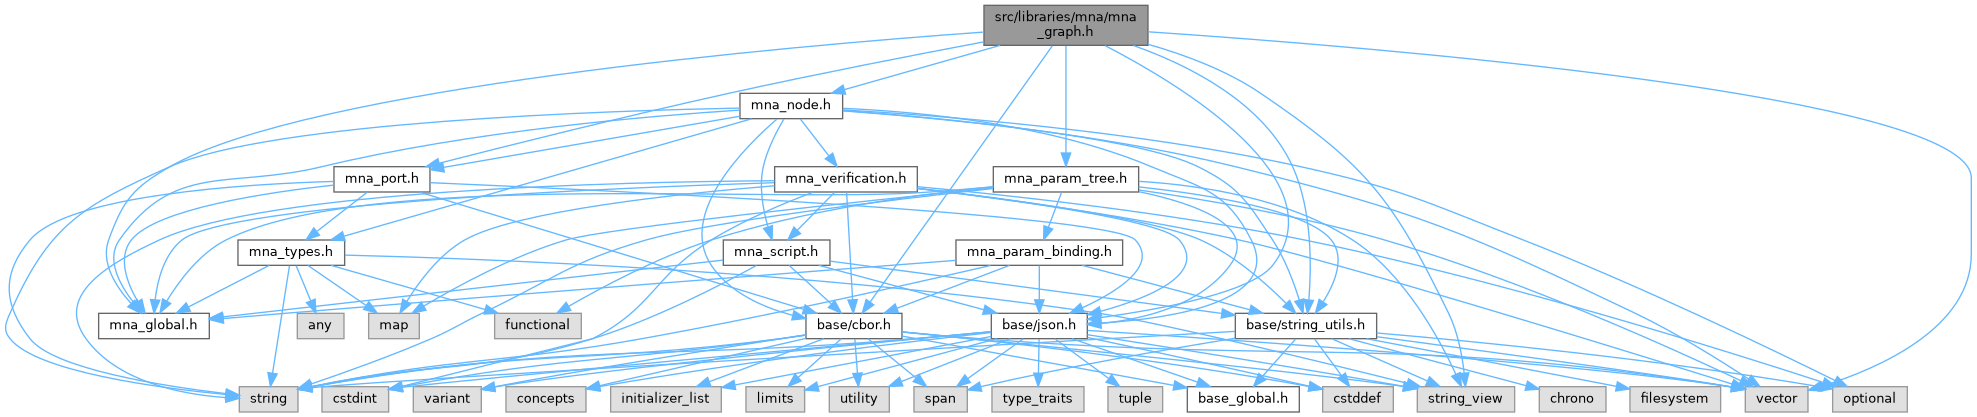 src/libraries/mna/mna
_graph.h
mna_node.h
mna_port.h
mna_verification.h
mna_param_tree.h
mna_types.h
mna_script.h
mna_param_binding.h
mna_global.h
any
map
functional
base/cbor.h
base/json.h
base/string_utils.h
string
cstdint
variant
concepts
initializer_list
limits
utility
span
type_traits
tuple
base_global.h
cstddef
string_view
chrono
filesystem
vector
optional